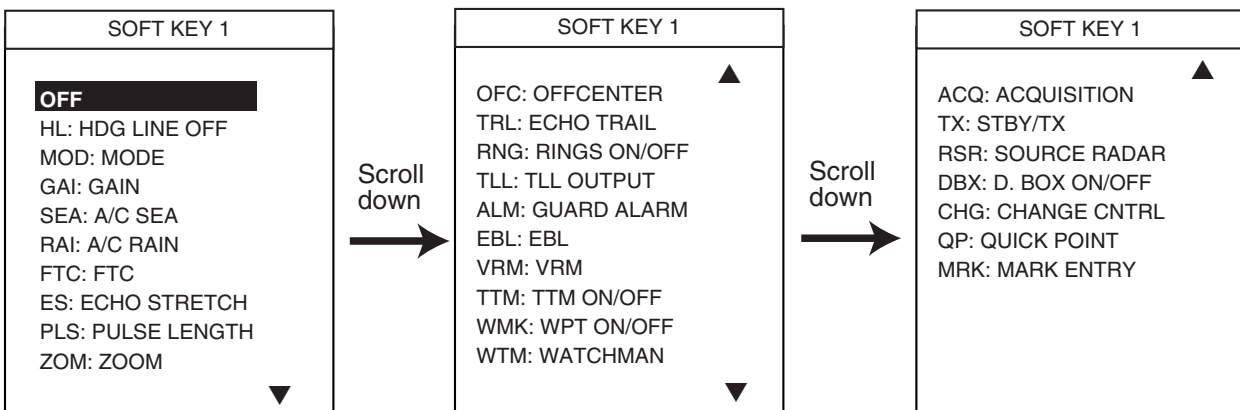 SOFT KEY 1
OFF
HL: HDG LINE OFF
MOD: MODE
GAI: GAIN
SEA: A/C SEA
RAI: A/C RAIN
FTC: FTC
ES: ECHO STRETCH
PLS: PULSE LENGTH
ZOM: ZOOM
Scroll
down
SOFT KEY 1
OFC: OFFCENTER
TRL: ECHO TRAIL
RNG: RINGS ON/OFF
TLL: TLL OUTPUT
ALM: GUARD ALARM
EBL: EBL
VRM: VRM
TTM: TTM ON/OFF
WMK: WPT ON/OFF
WTM: WATCHMAN
Scroll
down
SOFT KEY 1
ACQ: ACQUISITION
TX: STBY/TX
RSR: SOURCE RADAR
DBX: D. BOX ON/OFF
CHG: CHANGE CNTRL
QP: QUICK POINT
MRK: MARK ENTRY